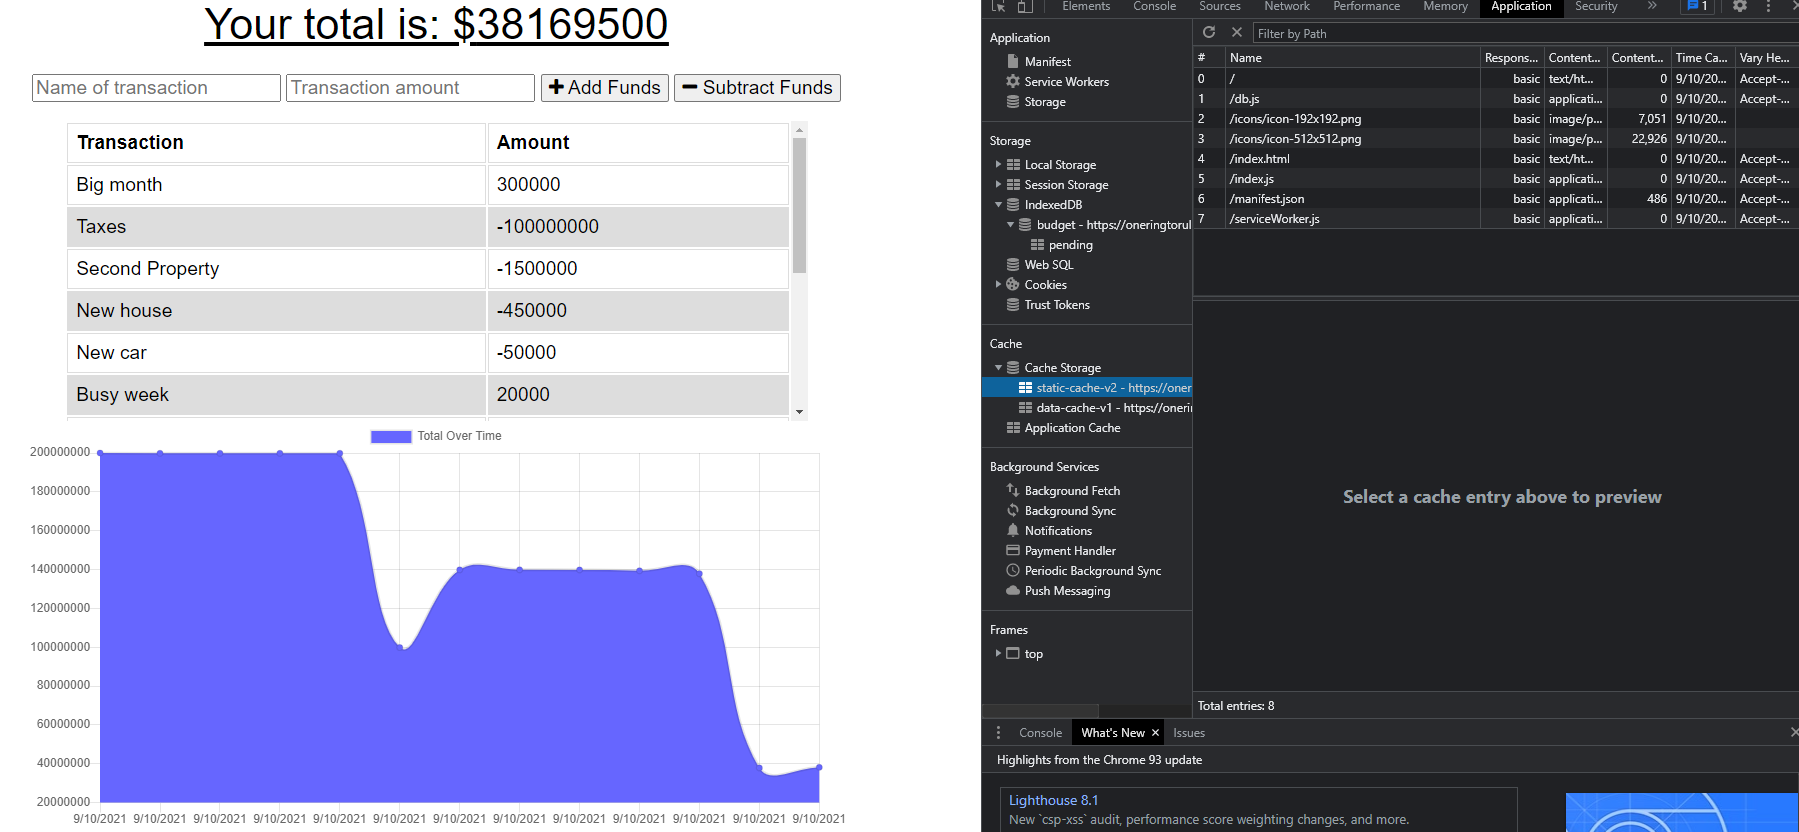 Your total is: $38169500
Name of transaction Transaction amount Add Funds Subtract Funds
Transaction Amount
Big month 300000
Taxes -100000000
Second Property -1500000
New house -450000
New car -50000
Busy week 20000
Total Over Time
200000000
180000000
160000000
140000000
120000000
100000000
80000000
60000000
40000000
20000000
9/10/2021 9/10/2021 9/10/2021 9/10/2021 9/10/2021 9/10/2021 9/10/2021 9/10/2021 9/10/2021 9/10/2021 9/10/2021 9/10/2021 9/10/2021
Elements Console Sources Network Performance Memory Application Security » 1
Application
Manifest
Service Workers
Storage
Storage
Local Storage
Session Storage
IndexedDB
budget - https://oneringtorul
pending
Web SQL
Cookies
Trust Tokens
Cache
Cache Storage
static-cache-v2 - https://oner
data-cache-v1 - https://oneri
Application Cache
Background Services
Background Fetch
Background Sync
Notifications
Payment Handler
Periodic Background Sync
Push Messaging
Frames
top
Filter by Path
# Name Respons... Content... Content... Time Ca... Vary He...
0 / basic text/ht... 0 9/10/20... Accept-...
1 /db.js basic applicati... 0 9/10/20... Accept-...
2 /icons/icon-192x192.png basic image/p... 7,051 9/10/20...
3 /icons/icon-512x512.png basic image/p... 22,926 9/10/20...
4 /index.html basic text/ht... 0 9/10/20... Accept-...
5 /index.js basic applicati... 0 9/10/20... Accept-...
6 /manifest.json basic applicati... 486 9/10/20... Accept-...
7 /serviceWorker.js basic applicati... 0 9/10/20... Accept-...
Select a cache entry above to preview
Total entries: 8
Console What's New Issues
Highlights from the Chrome 93 update
Lighthouse 8.1
New `csp-xss` audit, performance score weighting changes, and more.